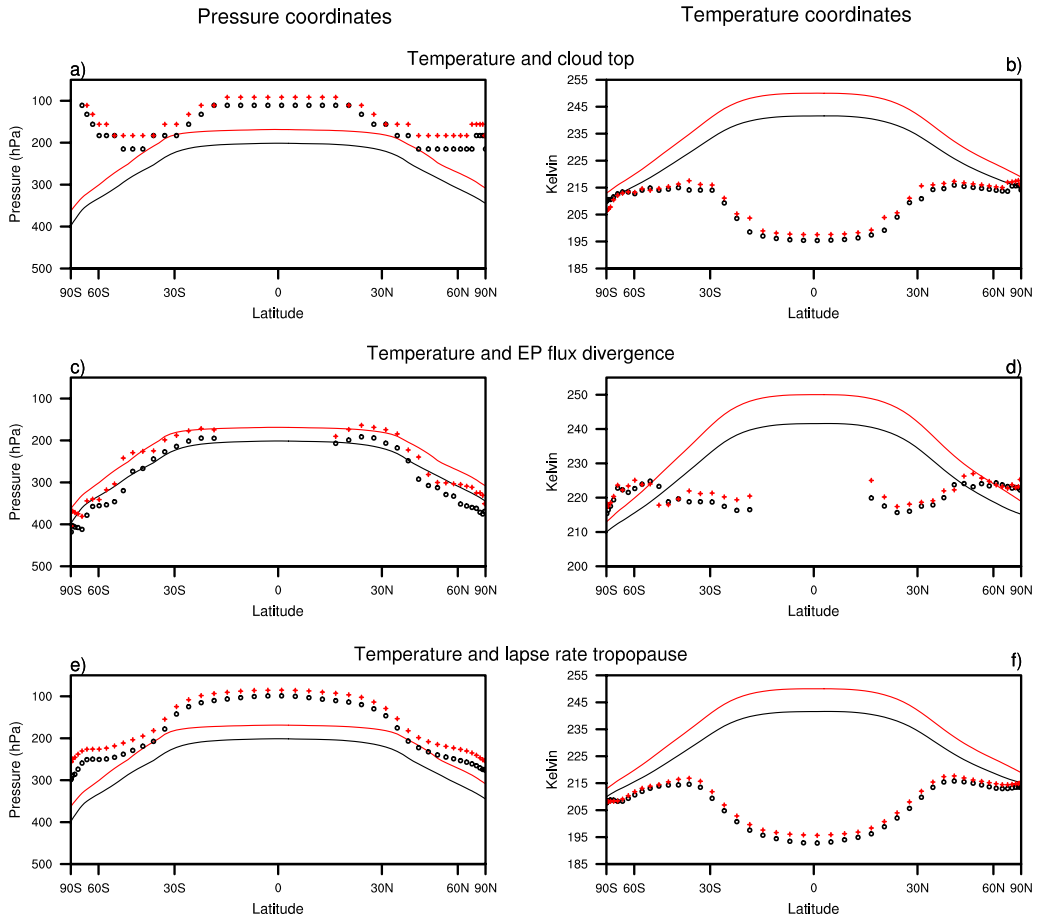 Pressure coordinates
Temperature coordinates
Temperature and cloud top
a)
b)
Pressure (hPa)
100
200
300
400
500
90S 60S 30S 0 30N 60N 90N
Latitude
Kelvin
255
245
235
225
215
205
195
185
90S 60S 30S 0 30N 60N 90N
Latitude
Temperature and EP flux divergence
c)
d)
Pressure (hPa)
100
200
300
400
500
90S 60S 30S 0 30N 60N 90N
Latitude
Kelvin
250
240
230
220
210
200
90S 60S 30S 0 30N 60N 90N
Latitude
Temperature and lapse rate tropopause
e)
f)
Pressure (hPa)
100
200
300
400
500
90S 60S 30S 0 30N 60N 90N
Latitude
Kelvin
255
245
235
225
215
205
195
185
90S 60S 30S 0 30N 60N 90N
Latitude